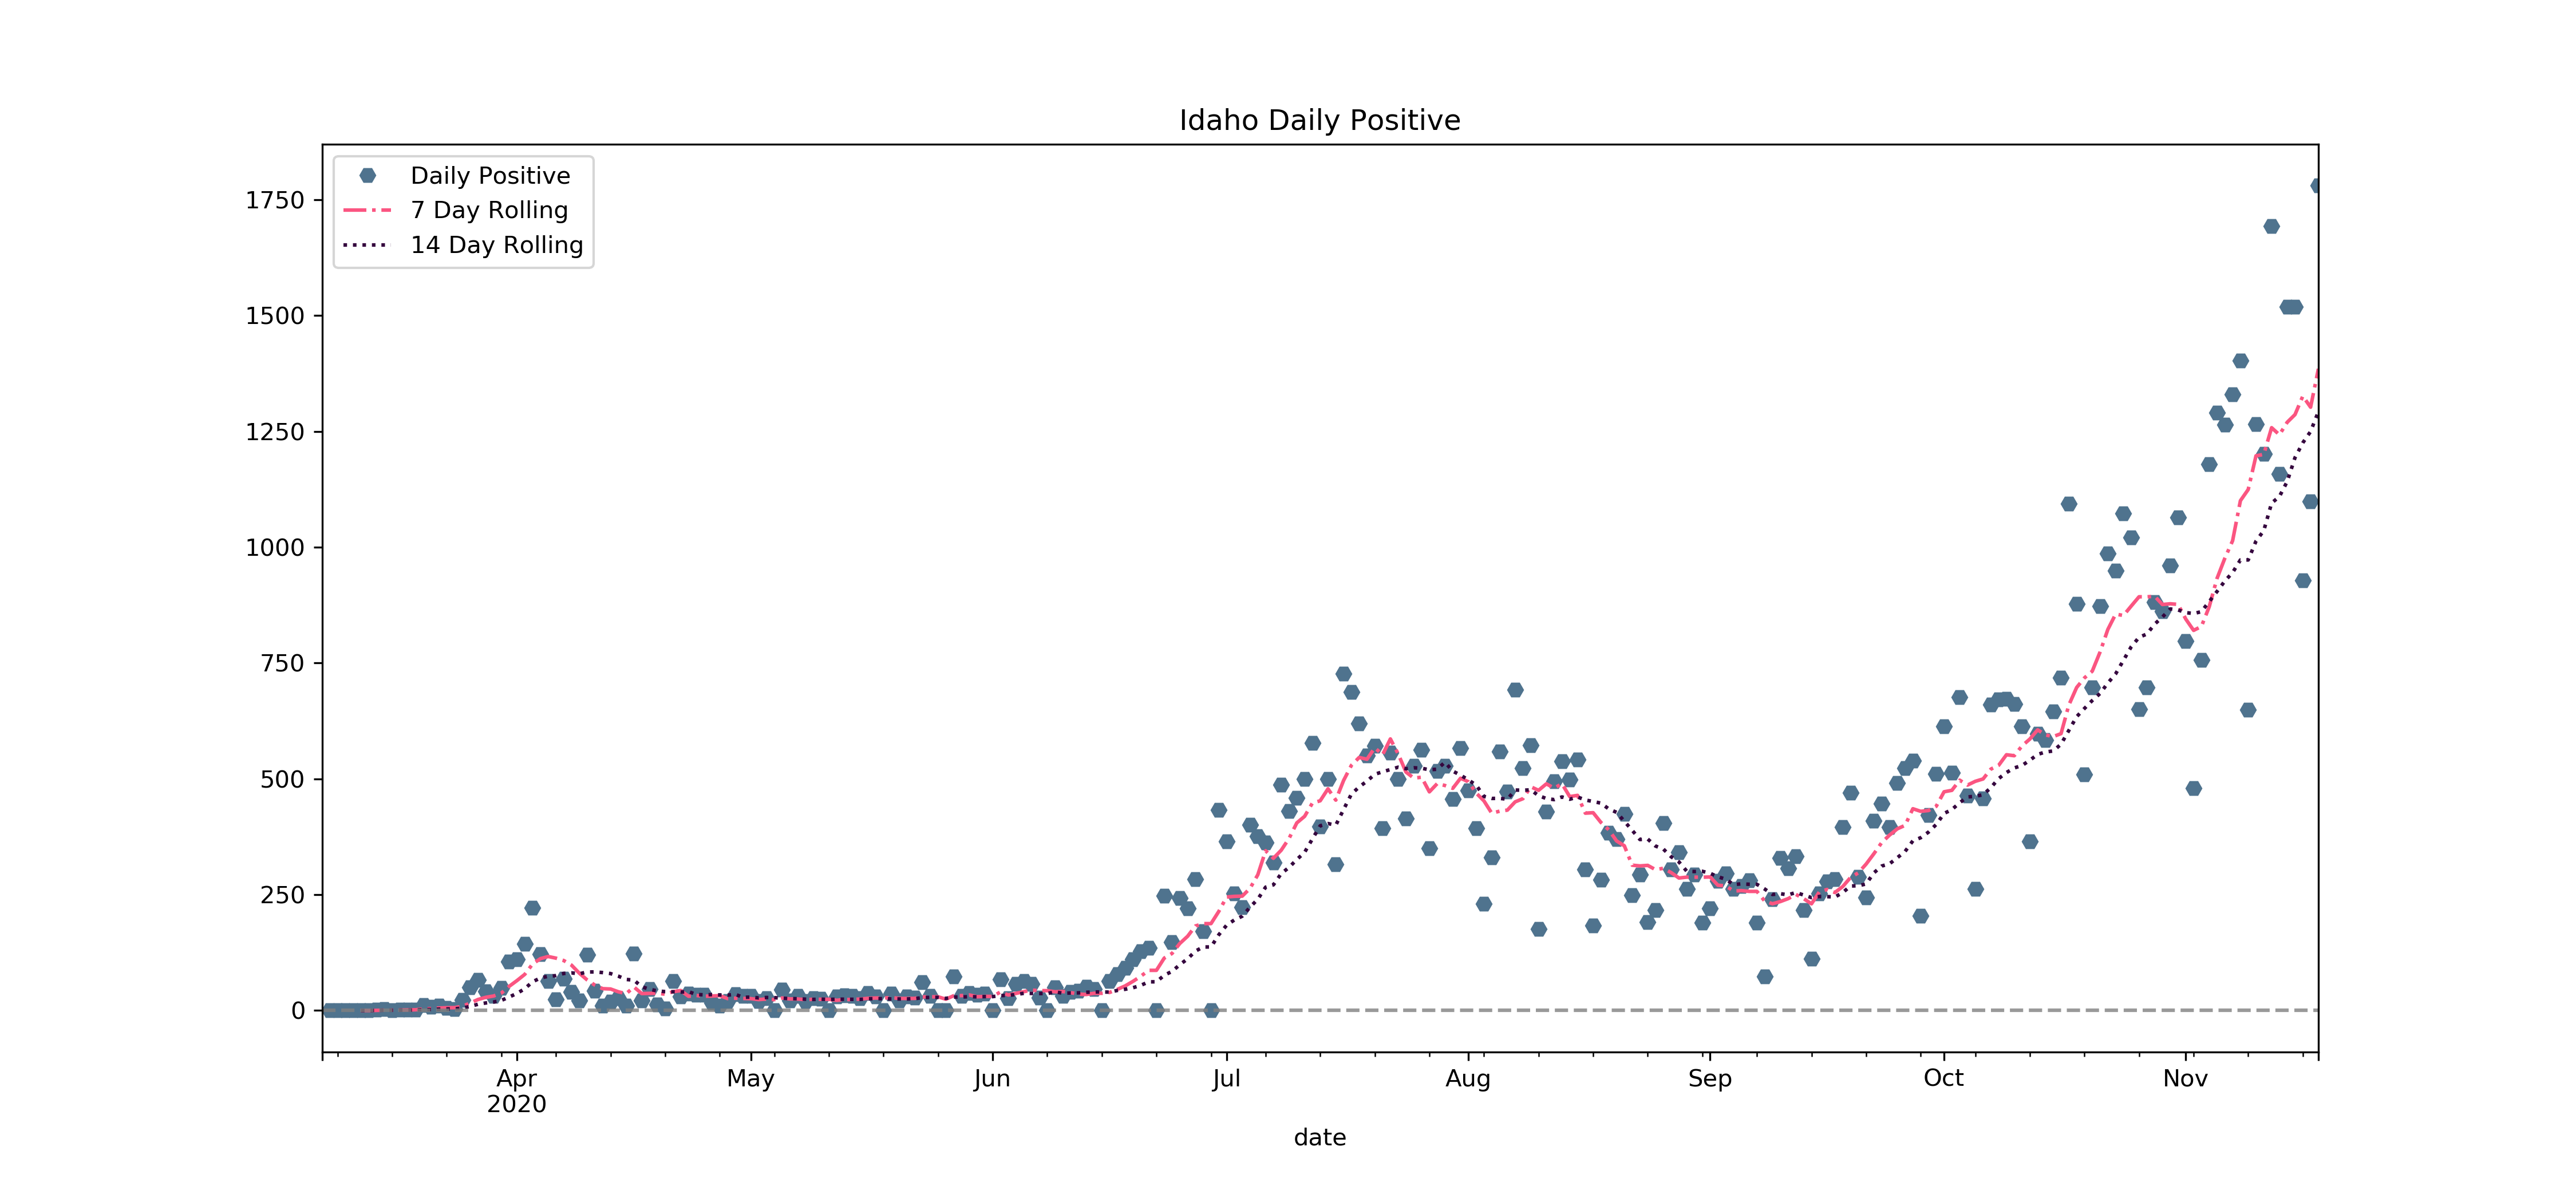 Idaho Daily Positive
Daily Positive
7 Day Rolling
14 Day Rolling
1750
1500
1250
1000
750
500
250
0
Apr May Jun Jul Aug Sep Oct Nov
2020
date